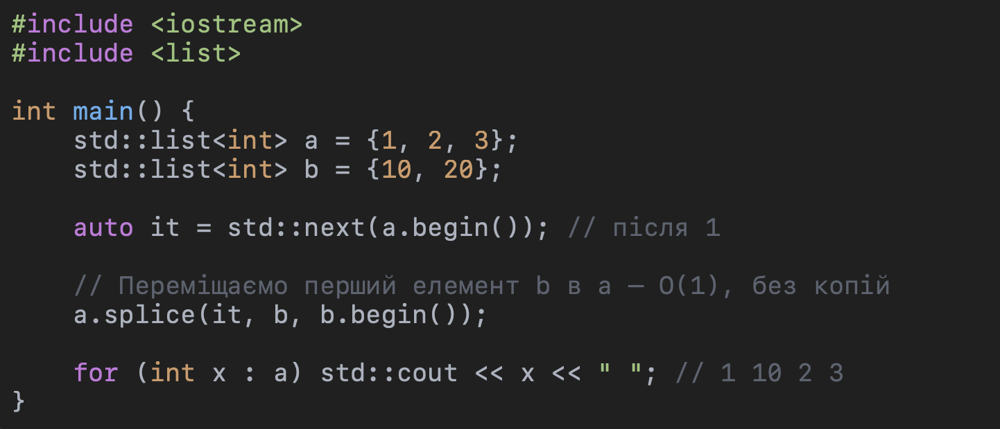 #include <iostream>
#include <list>

int main() {
    std::list<int> a = {1, 2, 3};
    std::list<int> b = {10, 20};

    auto it = std::next(a.begin()); // після 1

    // Переміщаємо перший елемент b в a — O(1), без копій
    a.splice(it, b, b.begin());

    for (int x : a) std::cout << x << " "; // 1 10 2 3
}